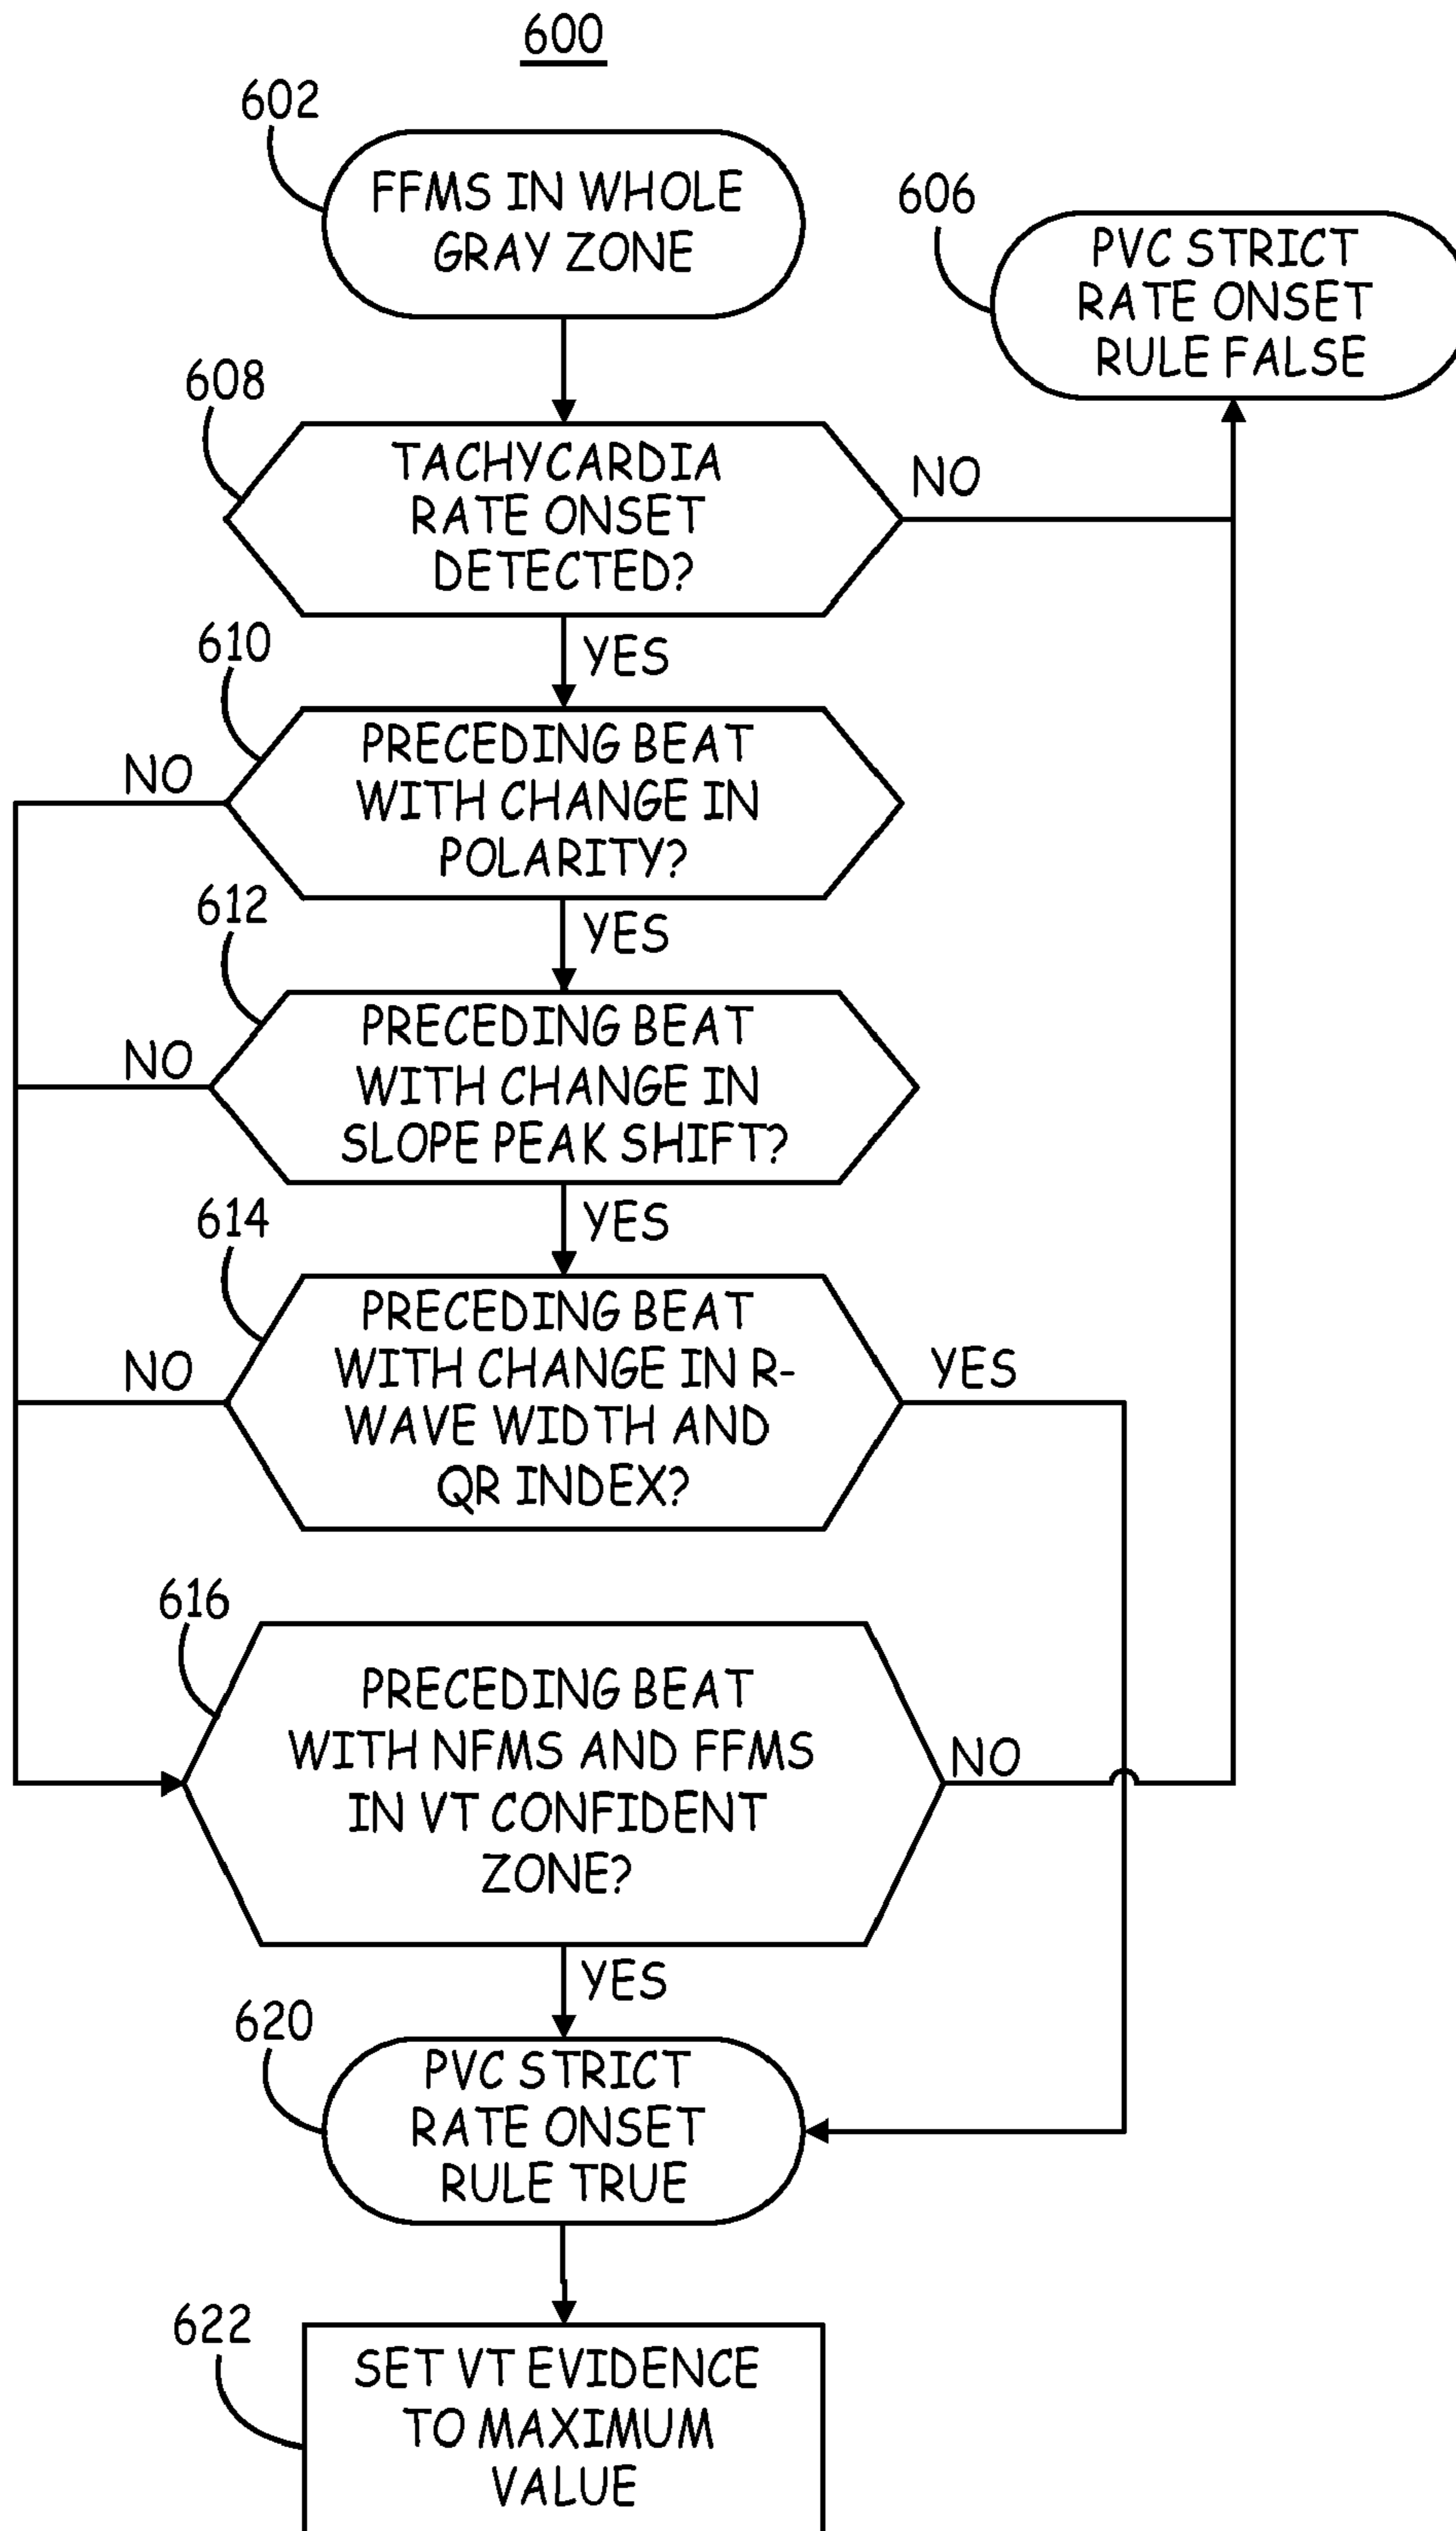 600
602
FFMS IN WHOLE
GRAY ZONE
606
PVC STRICT
RATE ONSET
RULE FALSE
608
TACHYCARDIA
RATE ONSET
DETECTED?
NO
YES
610
PRECEDING BEAT
WITH CHANGE IN
POLARITY?
NO
YES
612
PRECEDING BEAT
WITH CHANGE IN
SLOPE PEAK SHIFT?
NO
YES
614
PRECEDING BEAT
WITH CHANGE IN R-
WAVE WIDTH AND
QR INDEX?
NO
YES
616
PRECEDING BEAT
WITH NFMS AND FFMS
IN VT CONFIDENT
ZONE?
NO
YES
620
PVC STRICT
RATE ONSET
RULE TRUE
622
SET VT EVIDENCE
TO MAXIMUM
VALUE